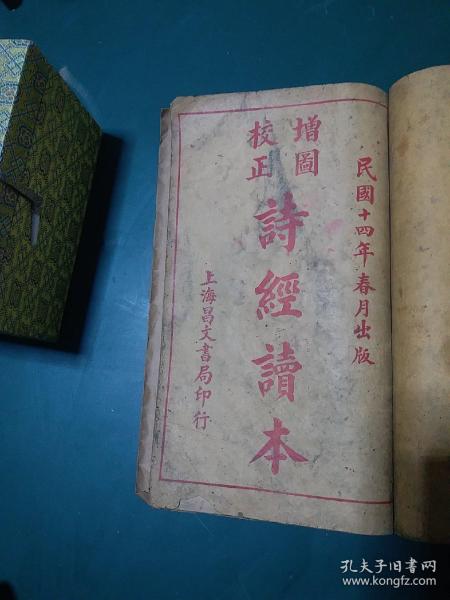 民國十四年春月出版
增圖
校正
詩經讀本
上海昌文書局印行
孔夫子旧书网
www.kongfz.com